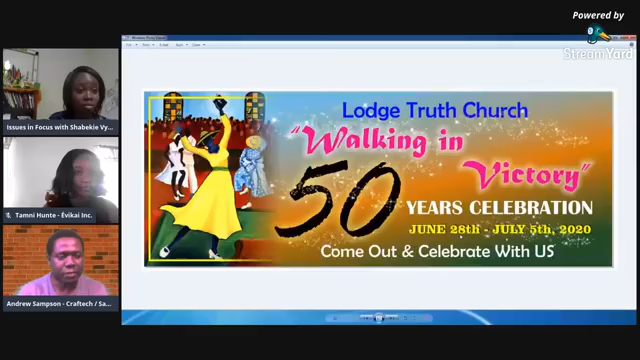 Powered by
StreamYard
Issues in Focus with Shabekie Vy...
Tamni Hunte - Évikai Inc.
Andrew Sampson - Craftech / Sa...
Lodge Truth Church
"Walking in
Victory"
50
YEARS CELEBRATION
JUNE 28th - JULY 5th, 2020
Come Out & Celebrate With US